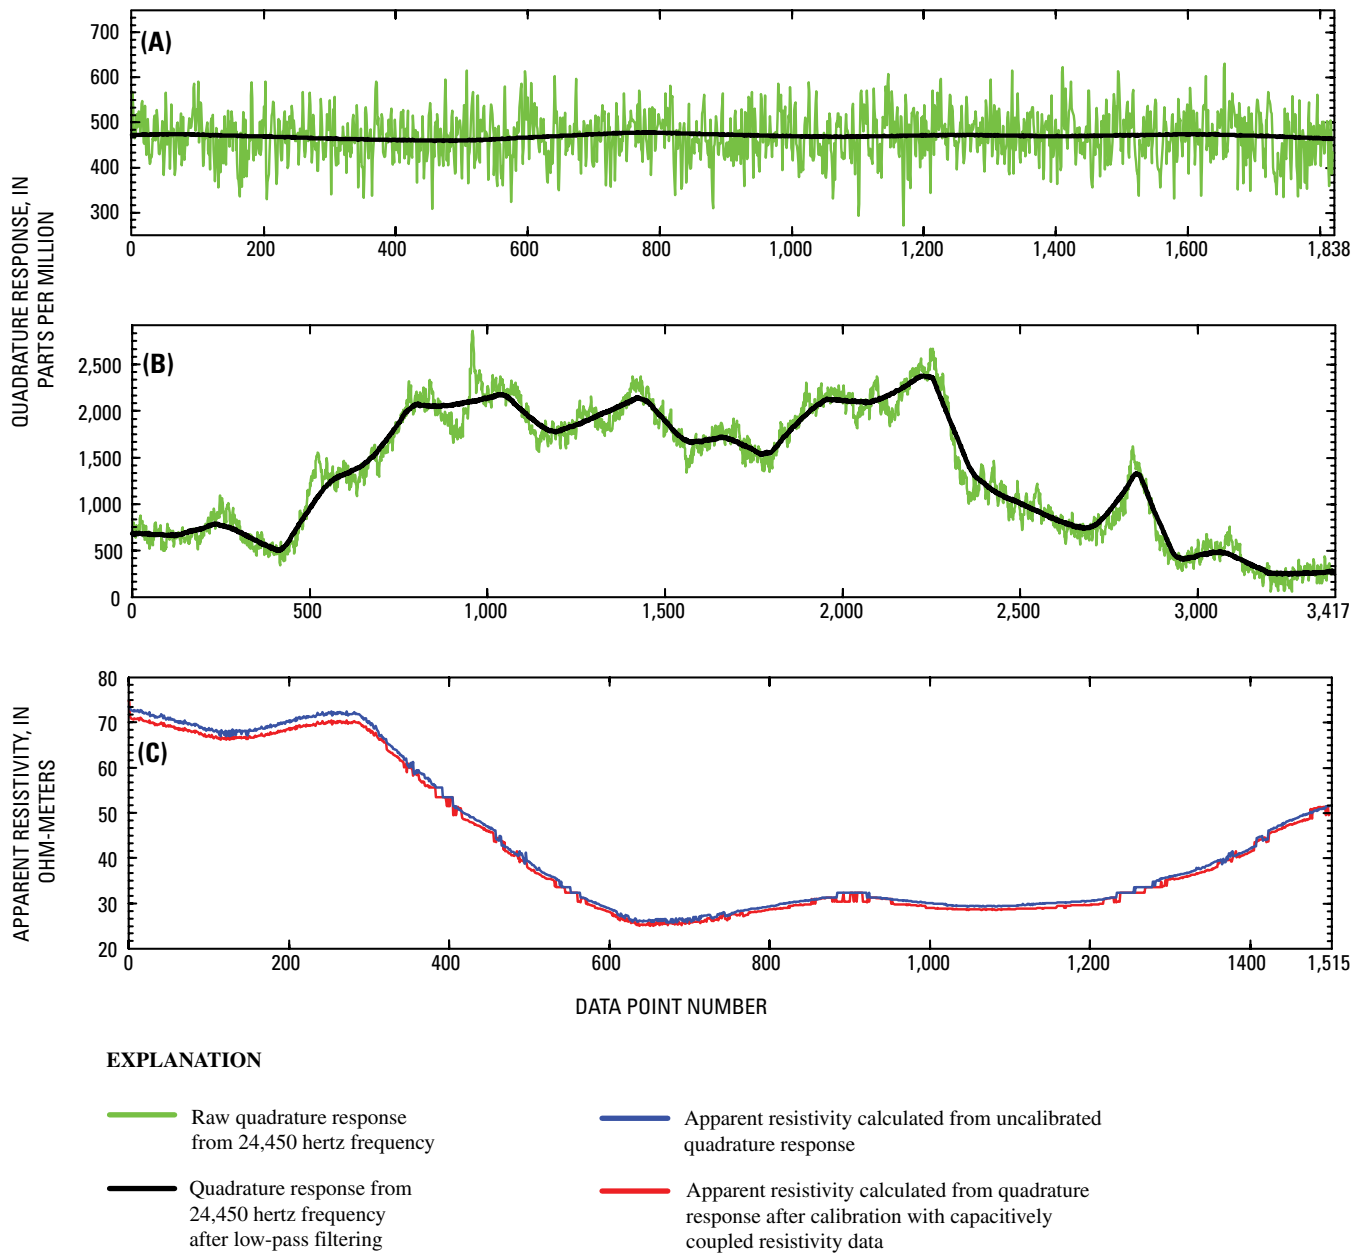 QUADRATURE RESPONSE, IN
PARTS PER MILLION
(A)
700
600
500
400
300
0 200 400 600 800 1,000 1,200 1,400 1,600 1,838
(B)
2,500
2,000
1,500
1,000
500
0
0 500 1,000 1,500 2,000 2,500 3,000 3,417
APPARENT RESISTIVITY, IN
OHM-METERS
80
70
(C)
60
50
40
30
20
0 200 400 600 800 1,000 1,200 1400 1,515
DATA POINT NUMBER
EXPLANATION
Raw quadrature response
from 24,450 hertz frequency
Quadrature response from
24,450 hertz frequency
after low-pass filtering
Apparent resistivity calculated from uncalibrated
quadrature response
Apparent resistivity calculated from quadrature
response after calibration with capacitively
coupled resistivity data